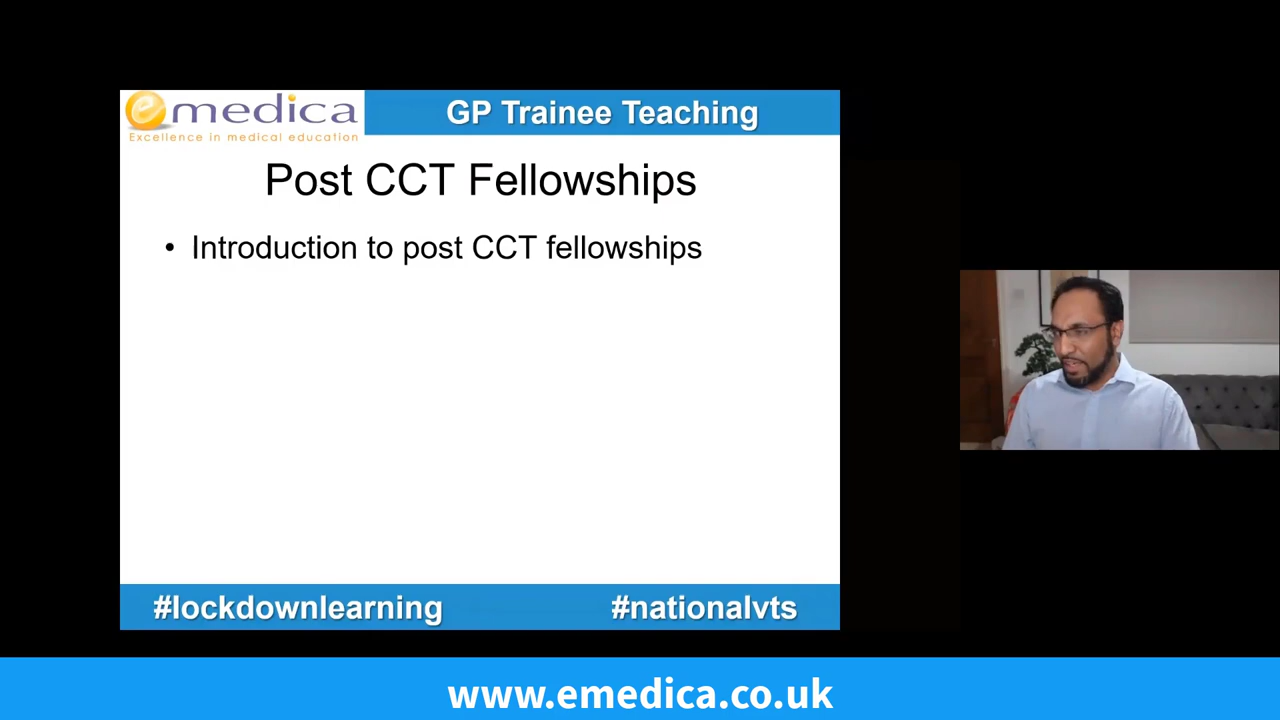 emedica
Excellence in medical education
GP Trainee Teaching
Post CCT Fellowships
• Introduction to post CCT fellowships
#lockdownlearning
#nationalvts
www.emedica.co.uk